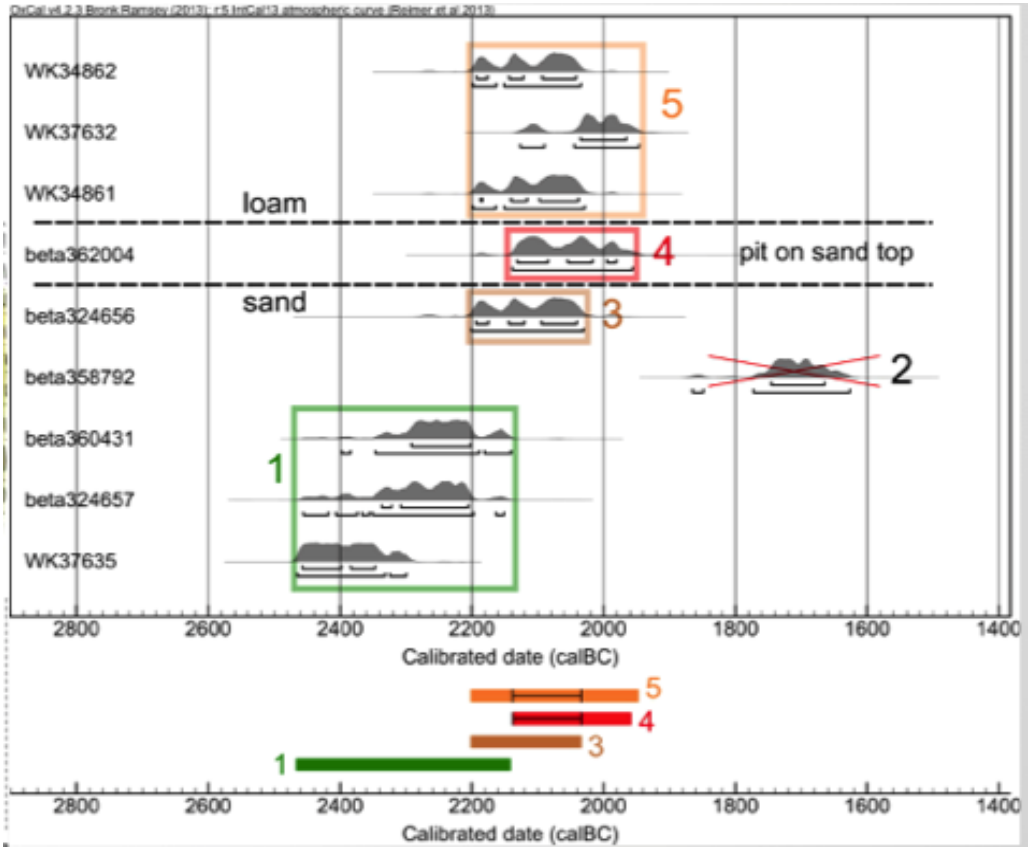 OxCal v4.2.3 Bronk Ramsey (2013); r:5 IntCal13 atmospheric curve (Reimer et al 2013)
WK34862
5
WK37632
WK34861
loam
beta362004
4
pit on sand top
sand
beta324656
3
beta358792
2
beta360431
1
beta324657
WK37635
2800 2600 2400 2200 2000 1800 1600 1400
Calibrated date (calBC)
5
4
3
1
2800 2600 2400 2200 2000 1800 1600 1400
Calibrated date (calBC)